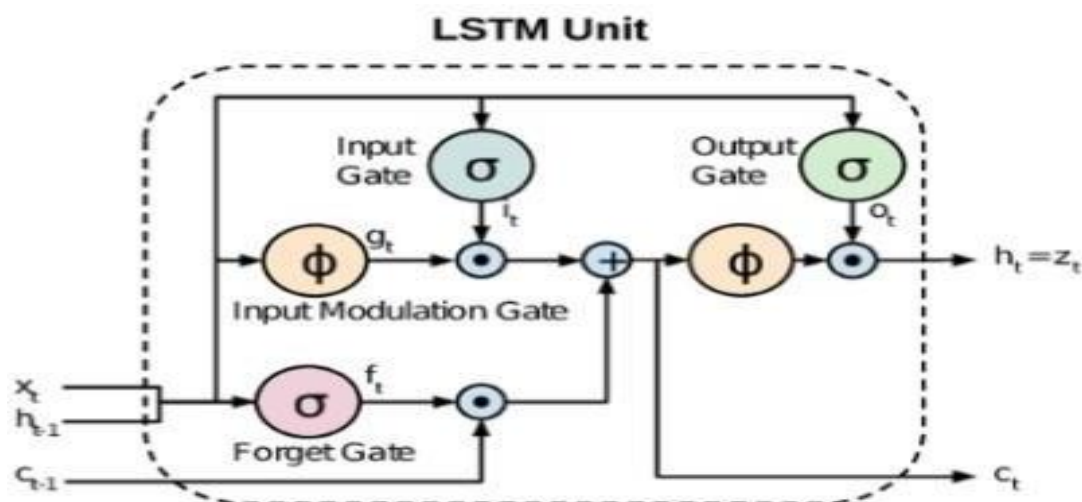 LSTM Unit
Input
Gate
σ
Output
Gate
σ
i_t
o_t
ϕ
g_t
•
+
ϕ
•
h_t=z_t
Input Modulation Gate
x_t
h_t-1
σ
f_t
•
Forget Gate
c_t-1
c_t